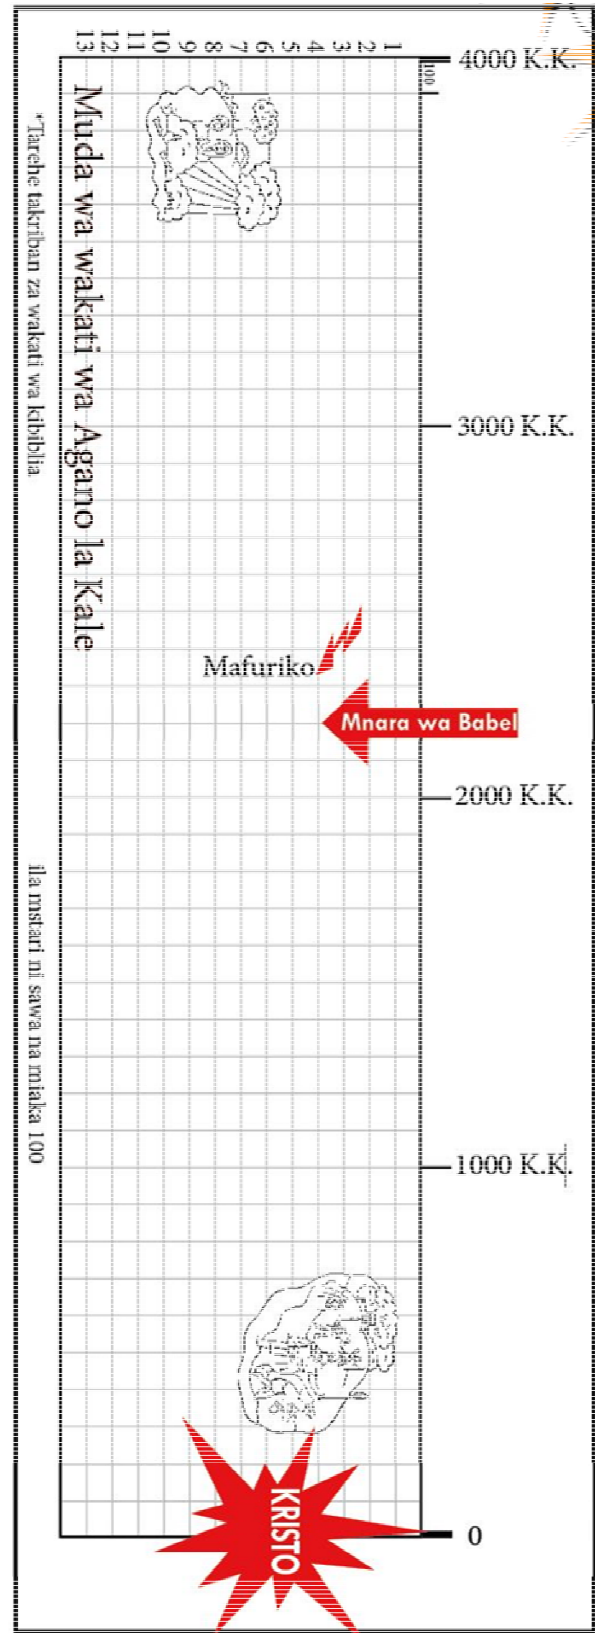 1
2
3
4
5
6
7
8
9
10
11
12
13
100
4000 K.K.
Muda wa wakati wa Agano la Kale
*Tarehe takriban za wakati wa kibiblia.
3000 K.K.
Mafuriko
Mnara wa Babel
2000 K.K.
ila mstari ni sawa na miaka 100
1000 K.K.
KRISTO
0